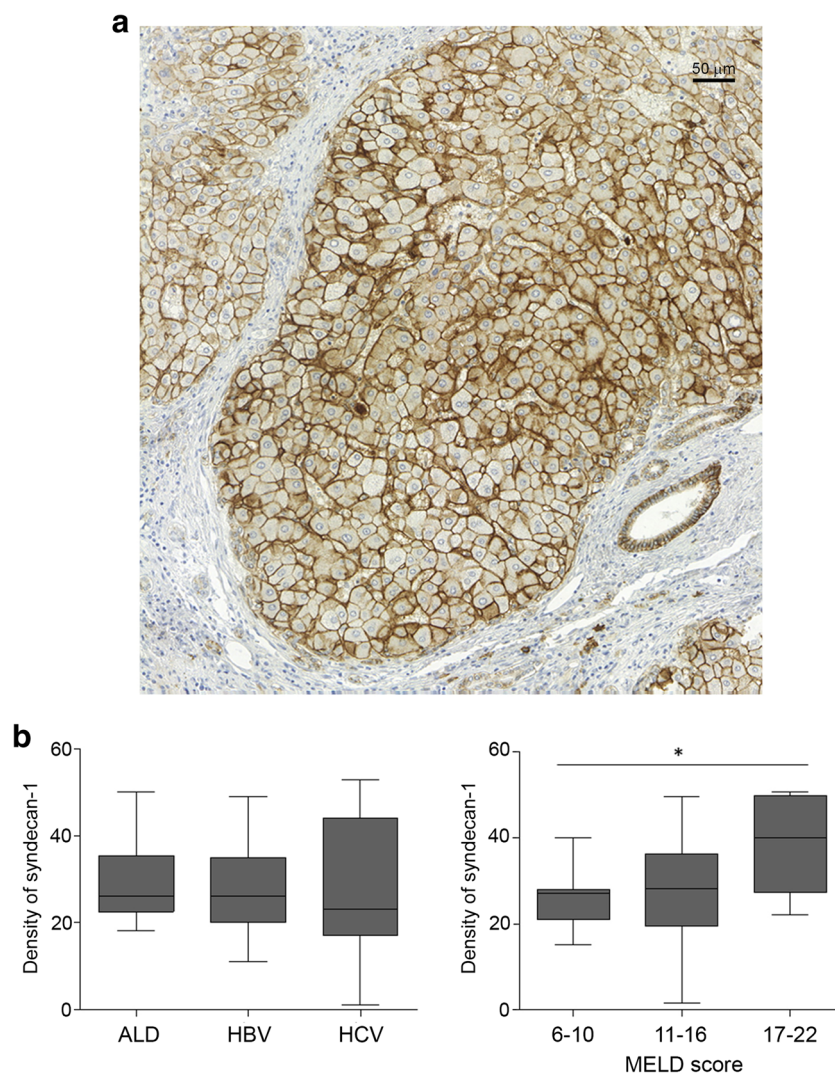 a
50 µm
b
Density of syndecan-1
60
40
20
0
ALD HBV HCV
Density of syndecan-1
60
40
20
0
*
6-10 11-16 17-22
MELD score